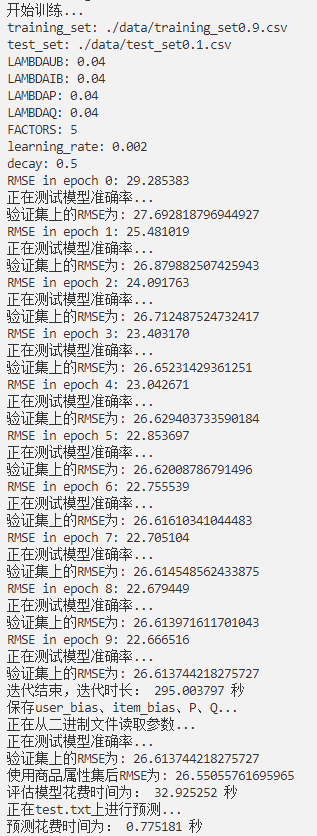 开始训练...
training_set: ./data/training_set0.9.csv
test_set: ./data/test_set0.1.csv
LAMBDAUB: 0.04
LAMBDAIB: 0.04
LAMBDAP: 0.04
LAMBDAQ: 0.04
FACTORS: 5
learning_rate: 0.002
decay: 0.5
RMSE in epoch 0: 29.285383
正在测试模型准确率...
验证集上的RMSE为: 27.692818796944927
RMSE in epoch 1: 25.481019
正在测试模型准确率...
验证集上的RMSE为: 26.879882507425943
RMSE in epoch 2: 24.091763
正在测试模型准确率...
验证集上的RMSE为: 26.712487524732417
RMSE in epoch 3: 23.403170
正在测试模型准确率...
验证集上的RMSE为: 26.65231429361251
RMSE in epoch 4: 23.042671
正在测试模型准确率...
验证集上的RMSE为: 26.629403733590184
RMSE in epoch 5: 22.853697
正在测试模型准确率...
验证集上的RMSE为: 26.62008786791496
RMSE in epoch 6: 22.755539
正在测试模型准确率...
验证集上的RMSE为: 26.61610341044483
RMSE in epoch 7: 22.705104
正在测试模型准确率...
验证集上的RMSE为: 26.614548562433875
RMSE in epoch 8: 22.679449
正在测试模型准确率...
验证集上的RMSE为: 26.613971611701043
RMSE in epoch 9: 22.666516
正在测试模型准确率...
验证集上的RMSE为: 26.613744218275727
迭代结束，迭代时长： 295.003797 秒
保存user_bias、item_bias、P、Q...
正在从二进制文件读取参数...
正在测试模型准确率...
验证集上的RMSE为: 26.613744218275727
使用商品属性集后RMSE为: 26.55055761695965
评估模型花费时间为： 32.925252 秒
正在test.txt上进行预测...
预测花费时间为： 0.775181 秒